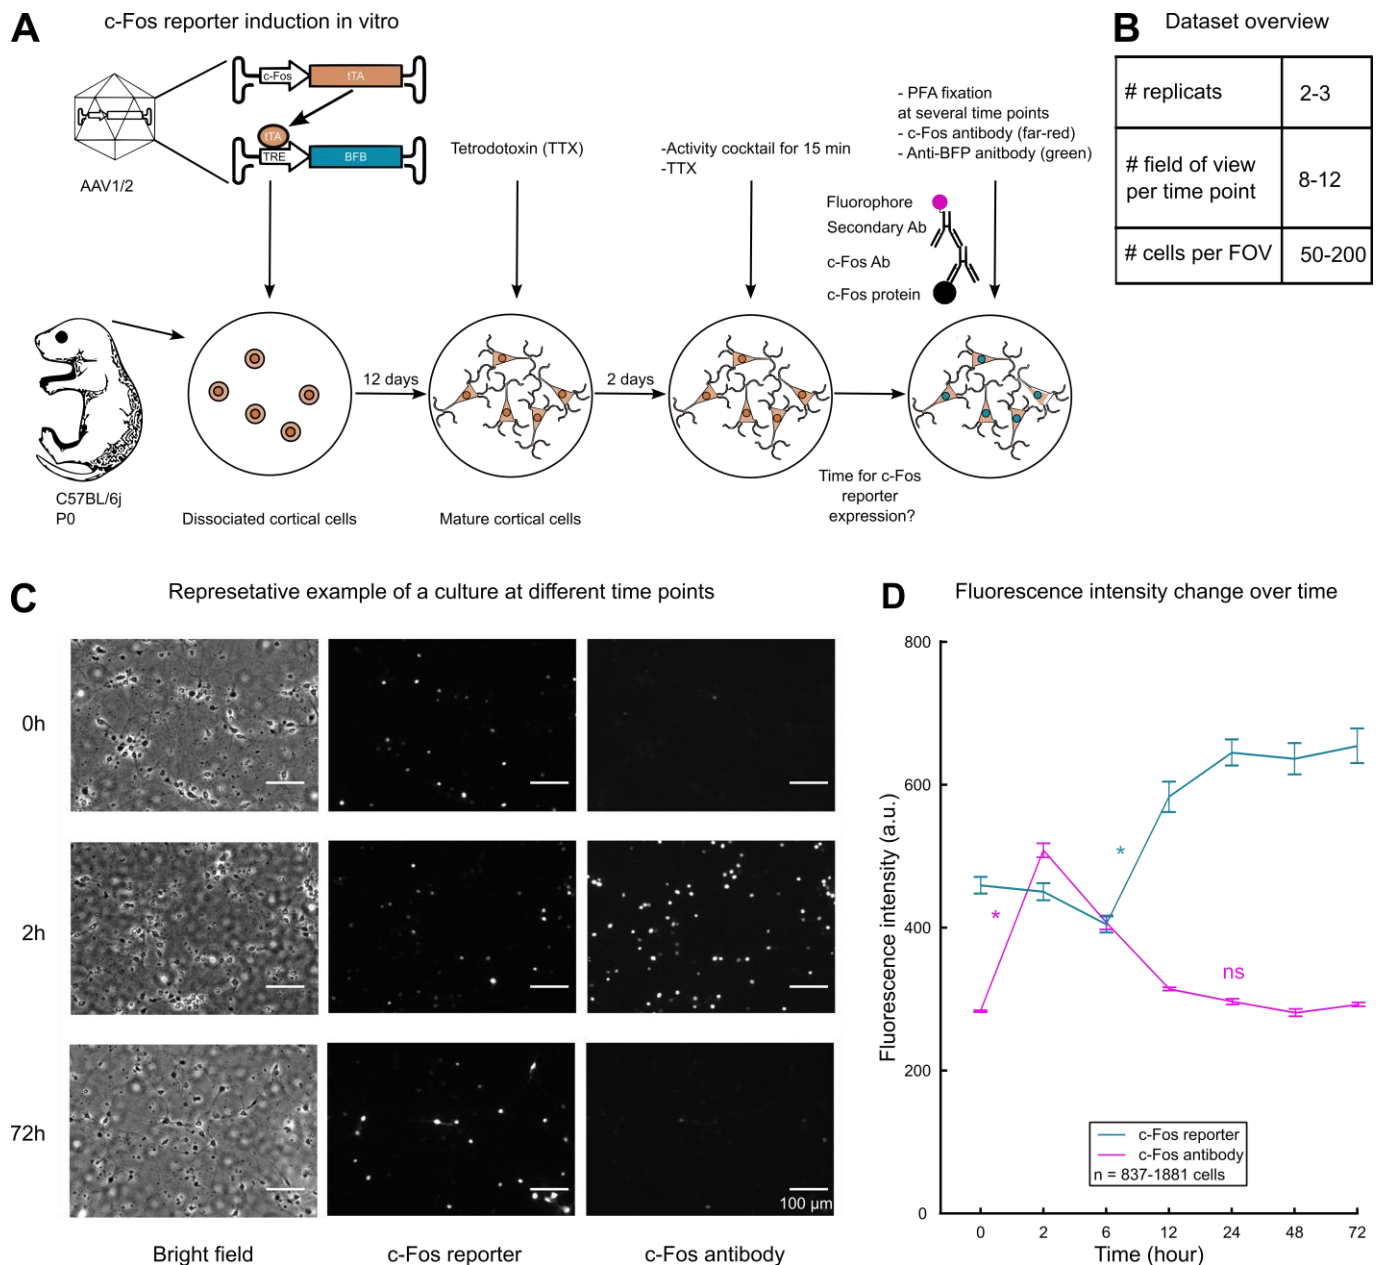 A
c-Fos reporter induction in vitro
c-Fos
tTA
tTA
TRE
BFB
AAV1/2
Tetrodotoxin (TTX)
-Activity cocktail for 15 min
-TTX
- PFA fixation
at several time points
- c-Fos antibody (far-red)
- Anti-BFP anitbody (green)
Fluorophore
Secondary Ab
c-Fos Ab
c-Fos protein
12 days
2 days
C57BL/6j
P0
Dissociated cortical cells
Mature cortical cells
Time for c-Fos
reporter
expression?
B
Dataset overview
# replicats
2-3
# field of view
per time point
8-12
# cells per FOV
50-200
C
Represetative example of a culture at different time points
0h
2h
72h
100 µm
Bright field
c-Fos reporter
c-Fos antibody
D
Fluorescence intensity change over time
Fluorescence intensity (a.u.)
800
600
400
200
0
*
*
ns
c-Fos reporter
c-Fos antibody
n = 837-1881 cells
0 2 6 12 24 48 72
Time (hour)